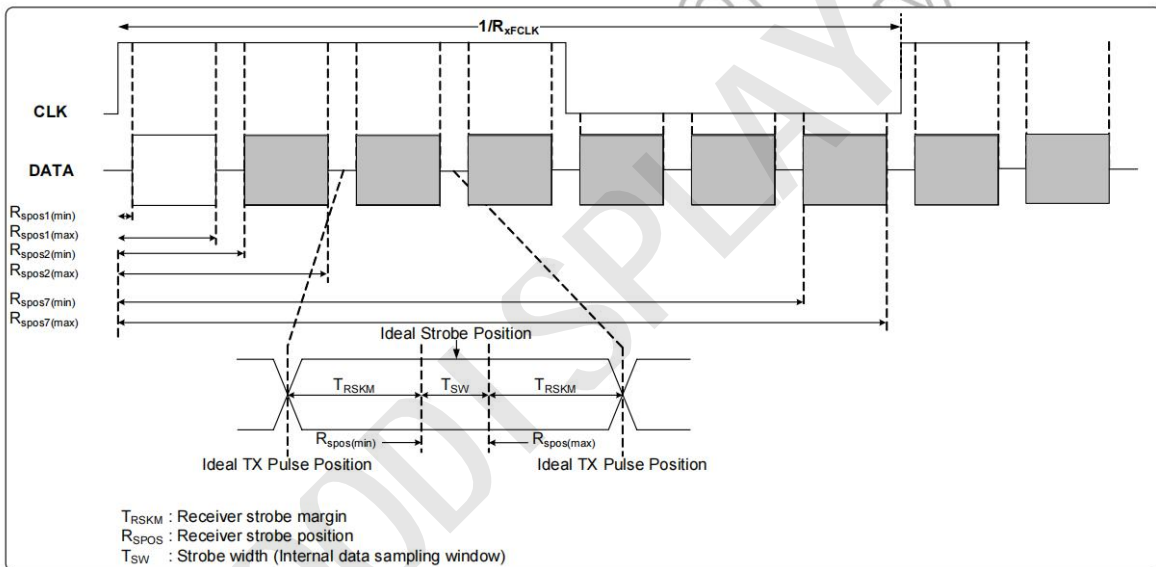 1/RxFCLK
CLK
DATA
Rspos1(min)
Rspos1(max)
Rspos2(min)
Rspos2(max)
Rspos7(min)
Rspos7(max)
Ideal Strobe Position
TRSKM TSW TRSKM
Rspos(min) Rspos(max)
Ideal TX Pulse Position Ideal TX Pulse Position
TRSKM : Receiver strobe margin
RSPOS : Receiver strobe position
TSW : Strobe width (Internal data sampling window)
DISPLAY